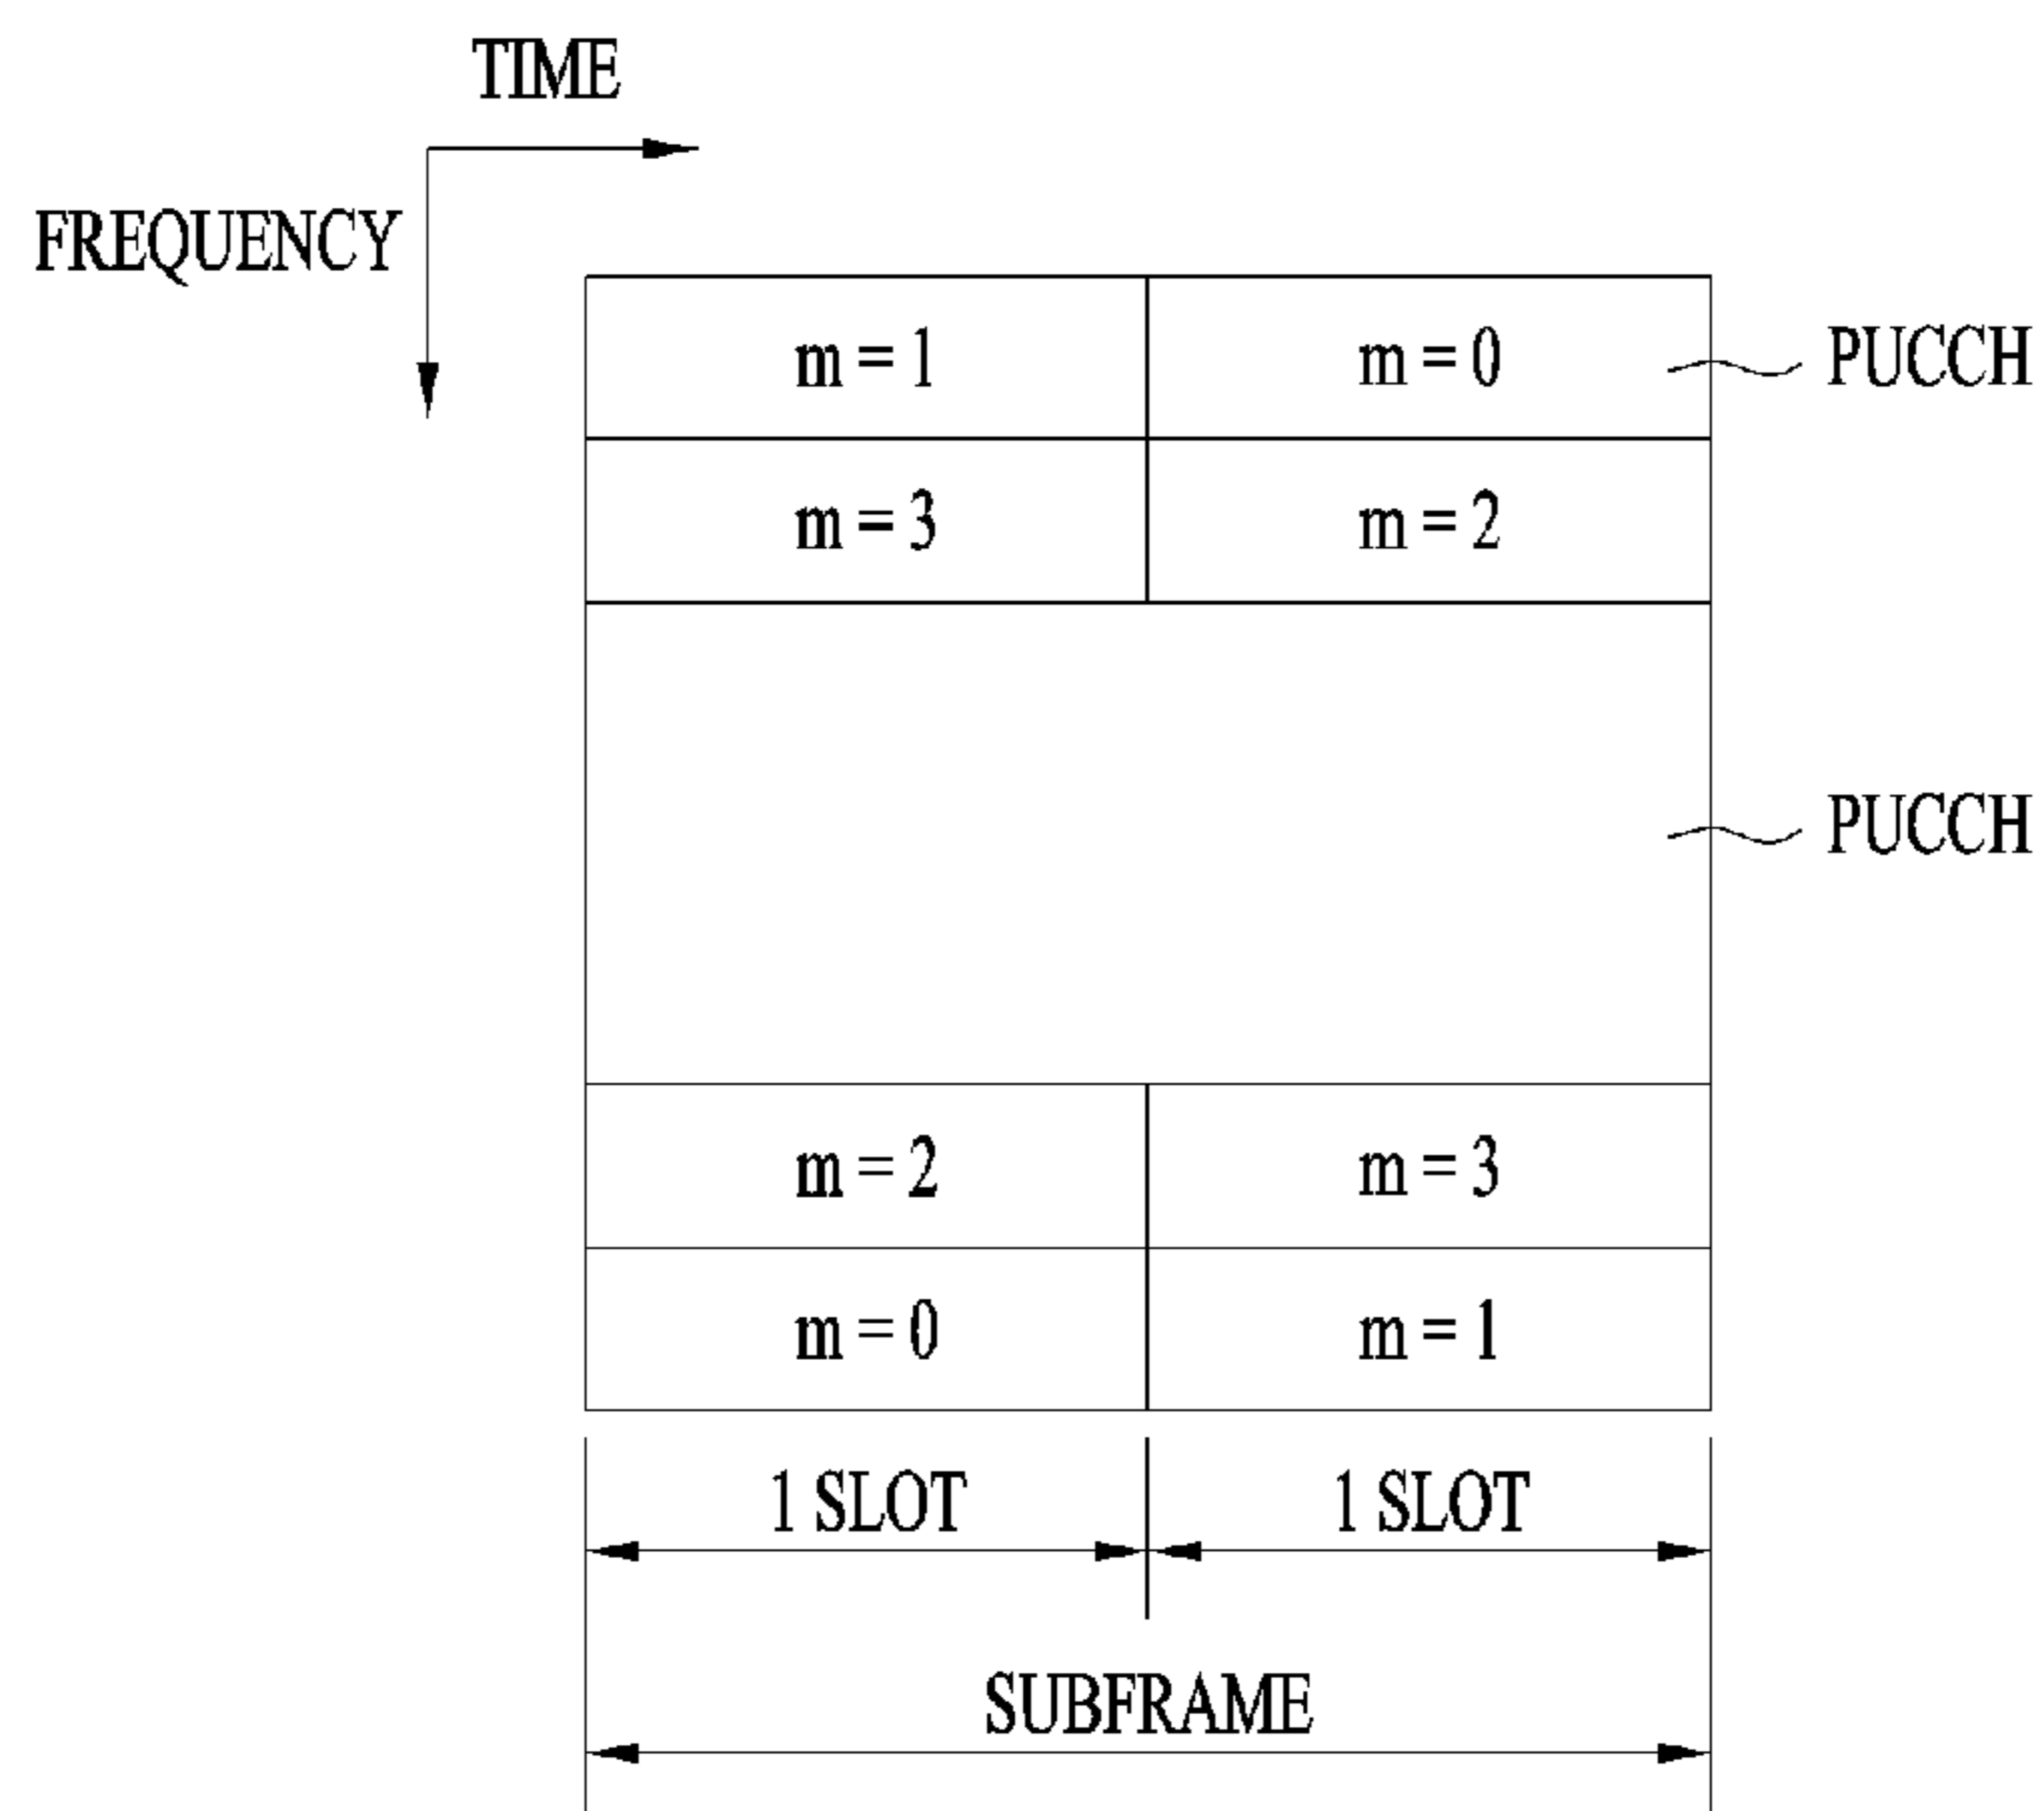 TIME
FREQUENCY
m = 1
m = 0
PUCCH
m = 3
m = 2
PUCCH
m = 2
m = 3
m = 0
m = 1
1 SLOT
1 SLOT
SUBFRAME